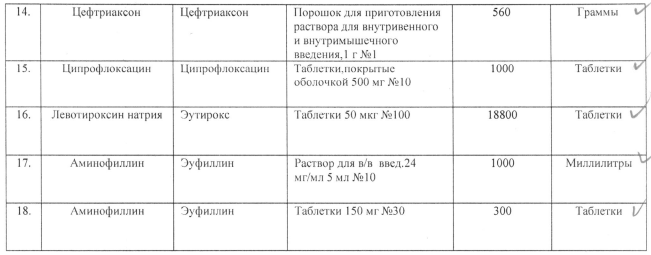 14. Цефтриаксон Цефтриаксон Порошок для приготовления 560 Граммы
раствора для внутривенного
и внутримышечного
введения,1 г №1
15. Ципрофлоксацин Ципрофлоксацин Таблетки,покрытые 1000 Таблетки
оболочкой 500 мг №10
16. Левотироксин натрия Эутирокс Таблетки 50 мкг №100 18800 Таблетки
17. Аминофиллин Эуфиллин Раствор для в/в введ.24 1000 Миллилитры
мг/мл 5 мл №10
18. Аминофиллин Эуфиллин Таблетки 150 мг №30 300 Таблетки